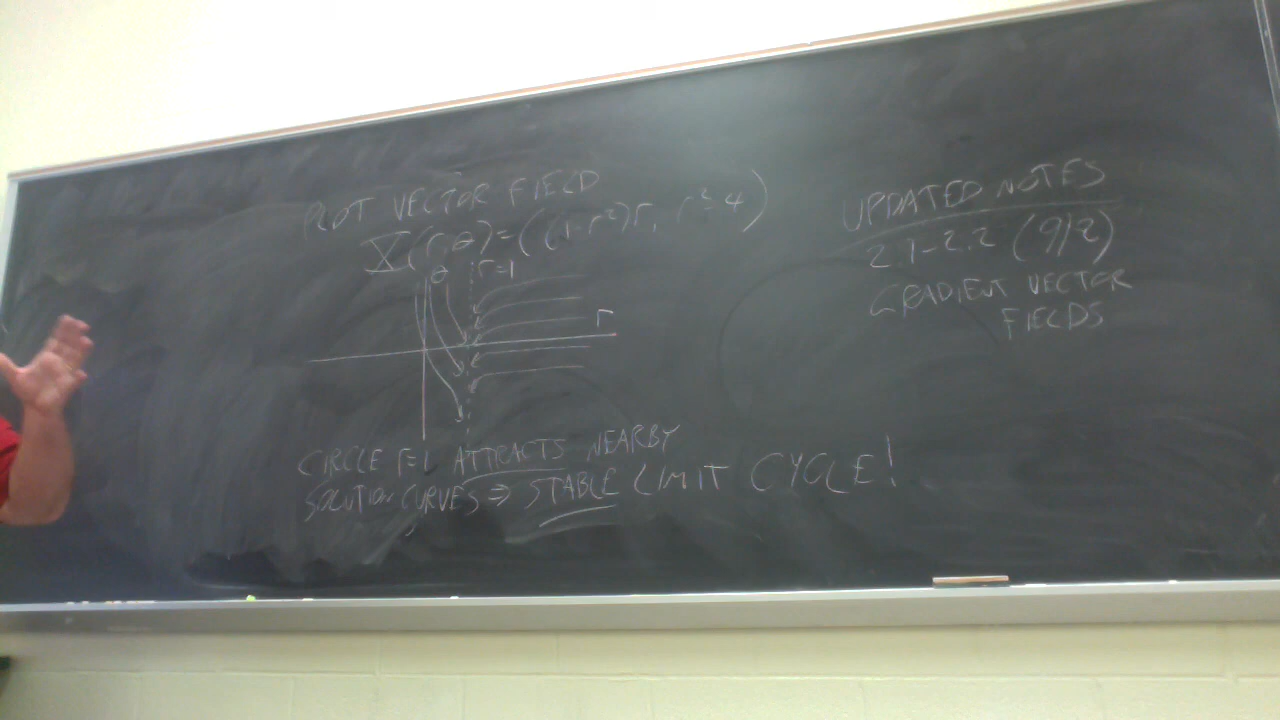 PLOT VECTOR FIELD
X(r,θ)=((1-r²)r, r²-4)
θ
r=1
r
CIRCLE r=1 ATTRACTS NEARBY
SOLUTION CURVES ⇒ STABLE LIMIT CYCLE!
UPDATED NOTES
2.1-2.2 (9/2)
GRADIENT VECTOR
FIELDS